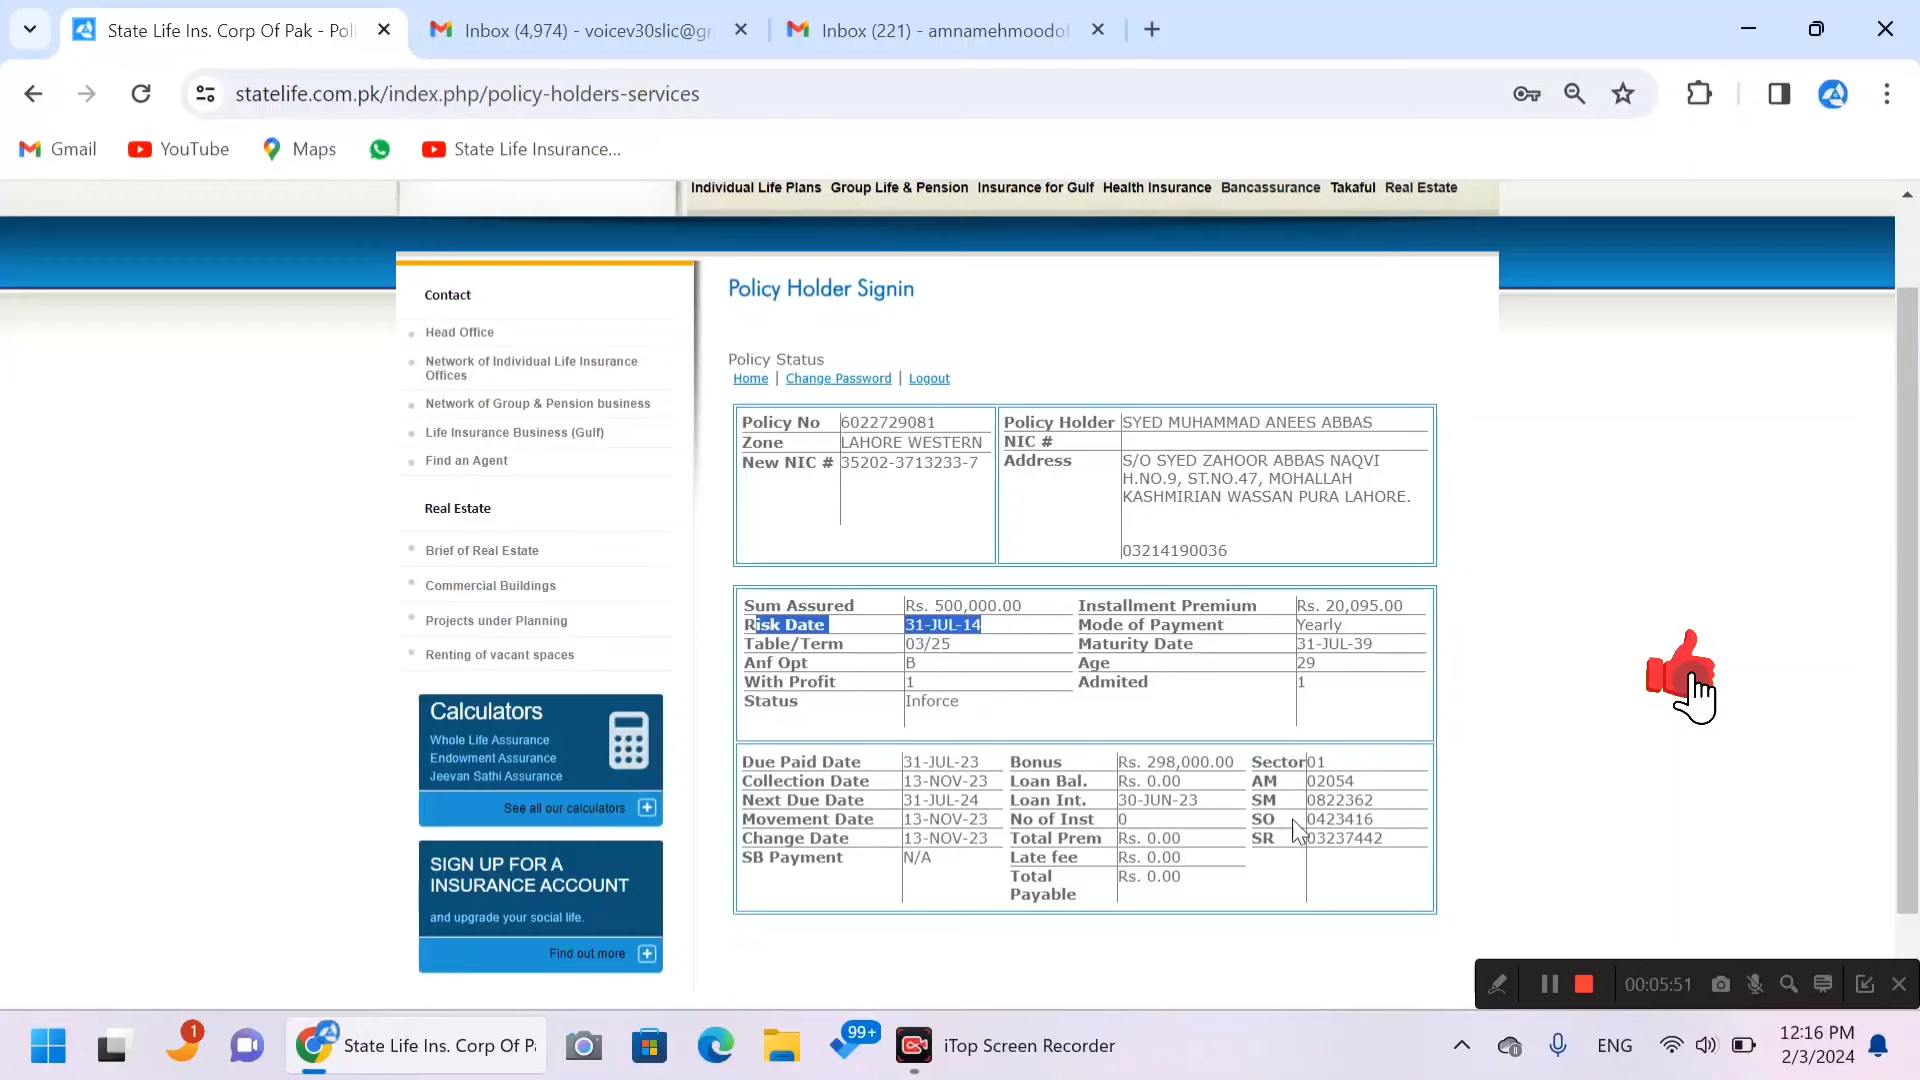 State Life Ins. Corp Of Pak - Poli
Inbox (4,974) - voicev30slic@gr
Inbox (221) - amnamehmoodof
statelife.com.pk/index.php/policy-holders-services
Gmail
YouTube
Maps
State Life Insurance...
Individual Life Plans Group Life & Pension Insurance for Gulf Health Insurance Bancassurance Takaful Real Estate
Contact
Head Office
Network of Individual Life Insurance
Offices
Network of Group & Pension business
Life Insurance Business (Gulf)
Find an Agent
Real Estate
Brief of Real Estate
Commercial Buildings
Projects under Planning
Renting of vacant spaces
Calculators
Whole Life Assurance
Endowment Assurance
Jeevan Sathi Assurance
See all our calculators
SIGN UP FOR A
INSURANCE ACCOUNT
and upgrade your social life.
Find out more
Policy Holder Signin
Policy Status
Home | Change Password | Logout
Policy No 6022729081
Zone LAHORE WESTERN
New NIC # 35202-3713233-7
Policy Holder SYED MUHAMMAD ANEES ABBAS
NIC #
Address S/O SYED ZAHOOR ABBAS NAQVI
H.NO.9, ST.NO.47, MOHALLAH
KASHMIRIAN WASSAN PURA LAHORE.
03214190036
Sum Assured Rs. 500,000.00 Installment Premium Rs. 20,095.00
Risk Date 31-JUL-14 Mode of Payment Yearly
Table/Term 03/25 Maturity Date 31-JUL-39
Anf Opt B Age 29
With Profit 1 Admited 1
Status Inforce
Due Paid Date 31-JUL-23 Bonus Rs. 298,000.00 Sector 01
Collection Date 13-NOV-23 Loan Bal. Rs. 0.00 AM 02054
Next Due Date 31-JUL-24 Loan Int. 30-JUN-23 SM 0822362
Movement Date 13-NOV-23 No of Inst 0 SO 0423416
Change Date 13-NOV-23 Total Prem Rs. 0.00 SR 03237442
SB Payment N/A Late fee Rs. 0.00
Total Rs. 0.00
Payable
00:05:51
1
State Life Ins. Corp Of P
99+
iTop Screen Recorder
ENG
12:16 PM
2/3/2024